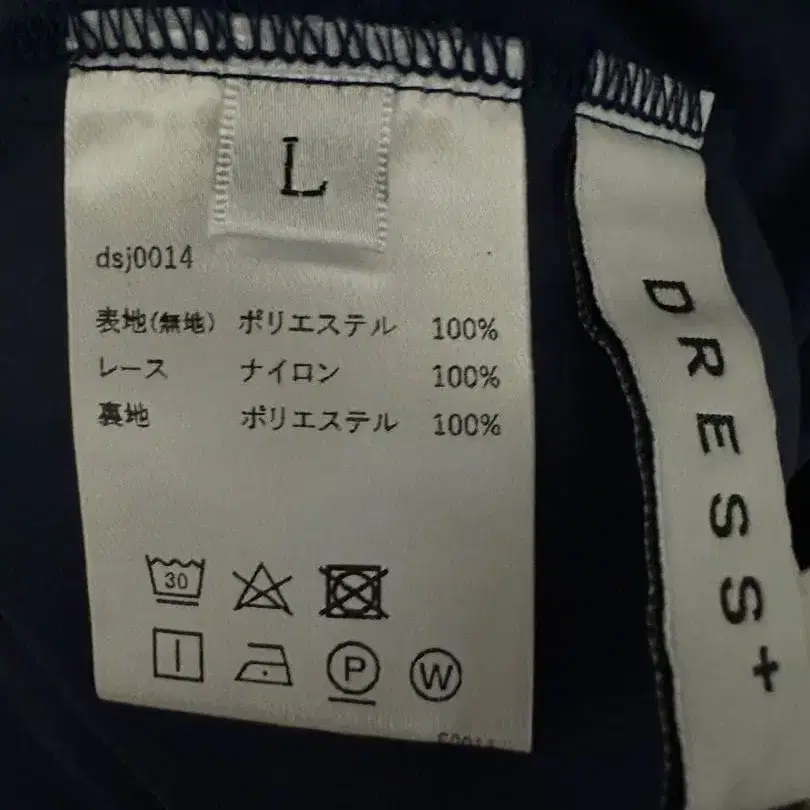 L
dsj0014
表地(無地) ポリエステル 100%
レース ナイロン 100%
裏地 ポリエステル 100%
30
P W
DRESS+